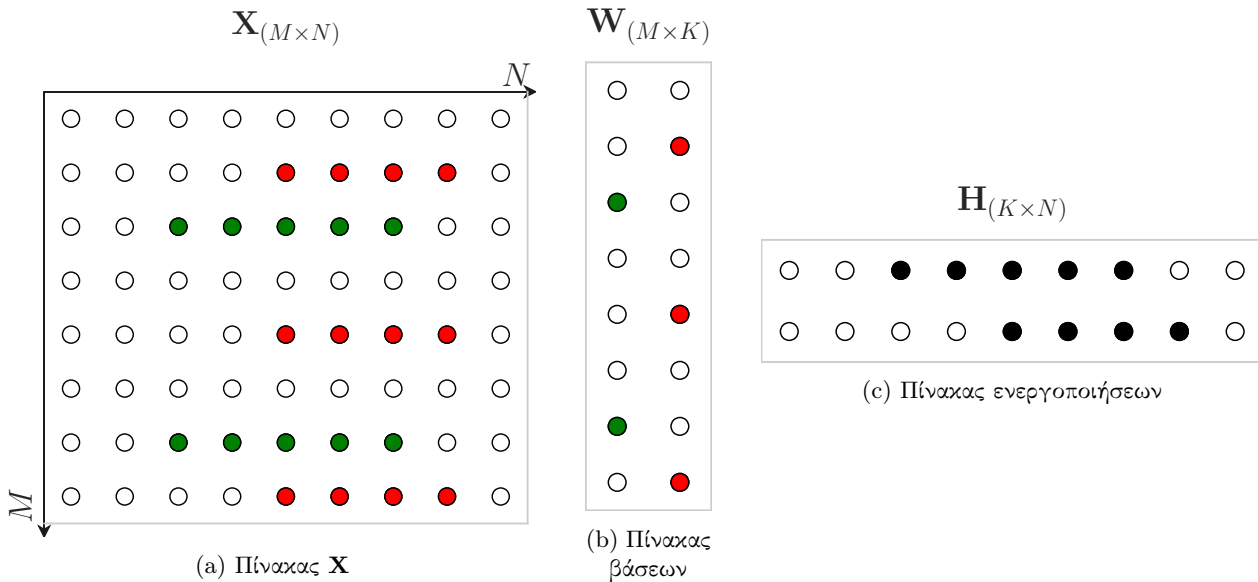 X(M×N)
N
M
(a) Πίνακας X
W(M×K)
(b) Πίνακας
βάσεων
H(K×N)
(c) Πίνακας ενεργοποιήσεων